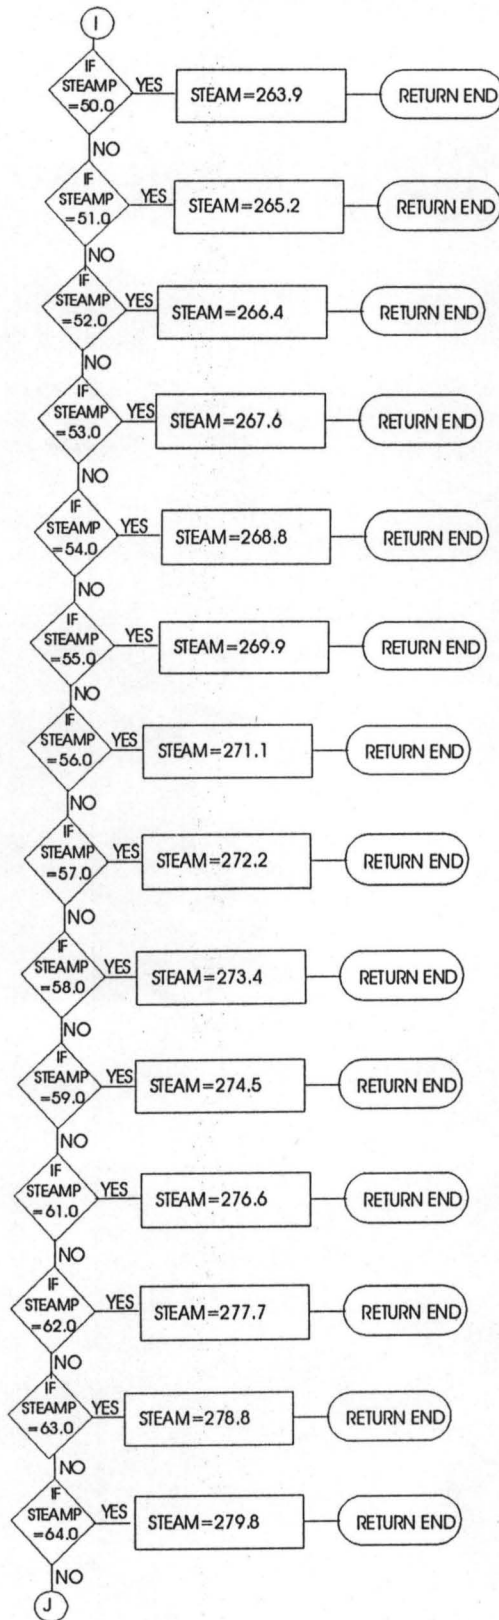 I
IF
STEAMP
=50.0
YES
STEAM=263.9
RETURN END
NO
IF
STEAMP
=51.0
YES
STEAM=265.2
RETURN END
NO
IF
STEAMP
=52.0
YES
STEAM=266.4
RETURN END
NO
IF
STEAMP
=53.0
YES
STEAM=267.6
RETURN END
NO
IF
STEAMP
=54.0
YES
STEAM=268.8
RETURN END
NO
IF
STEAMP
=55.0
YES
STEAM=269.9
RETURN END
NO
IF
STEAMP
=56.0
YES
STEAM=271.1
RETURN END
NO
IF
STEAMP
=57.0
YES
STEAM=272.2
RETURN END
NO
IF
STEAMP
=58.0
YES
STEAM=273.4
RETURN END
NO
IF
STEAMP
=59.0
YES
STEAM=274.5
RETURN END
NO
IF
STEAMP
=61.0
YES
STEAM=276.6
RETURN END
NO
IF
STEAMP
=62.0
YES
STEAM=277.7
RETURN END
NO
IF
STEAMP
=63.0
YES
STEAM=278.8
RETURN END
NO
IF
STEAMP
=64.0
YES
STEAM=279.8
RETURN END
NO
J